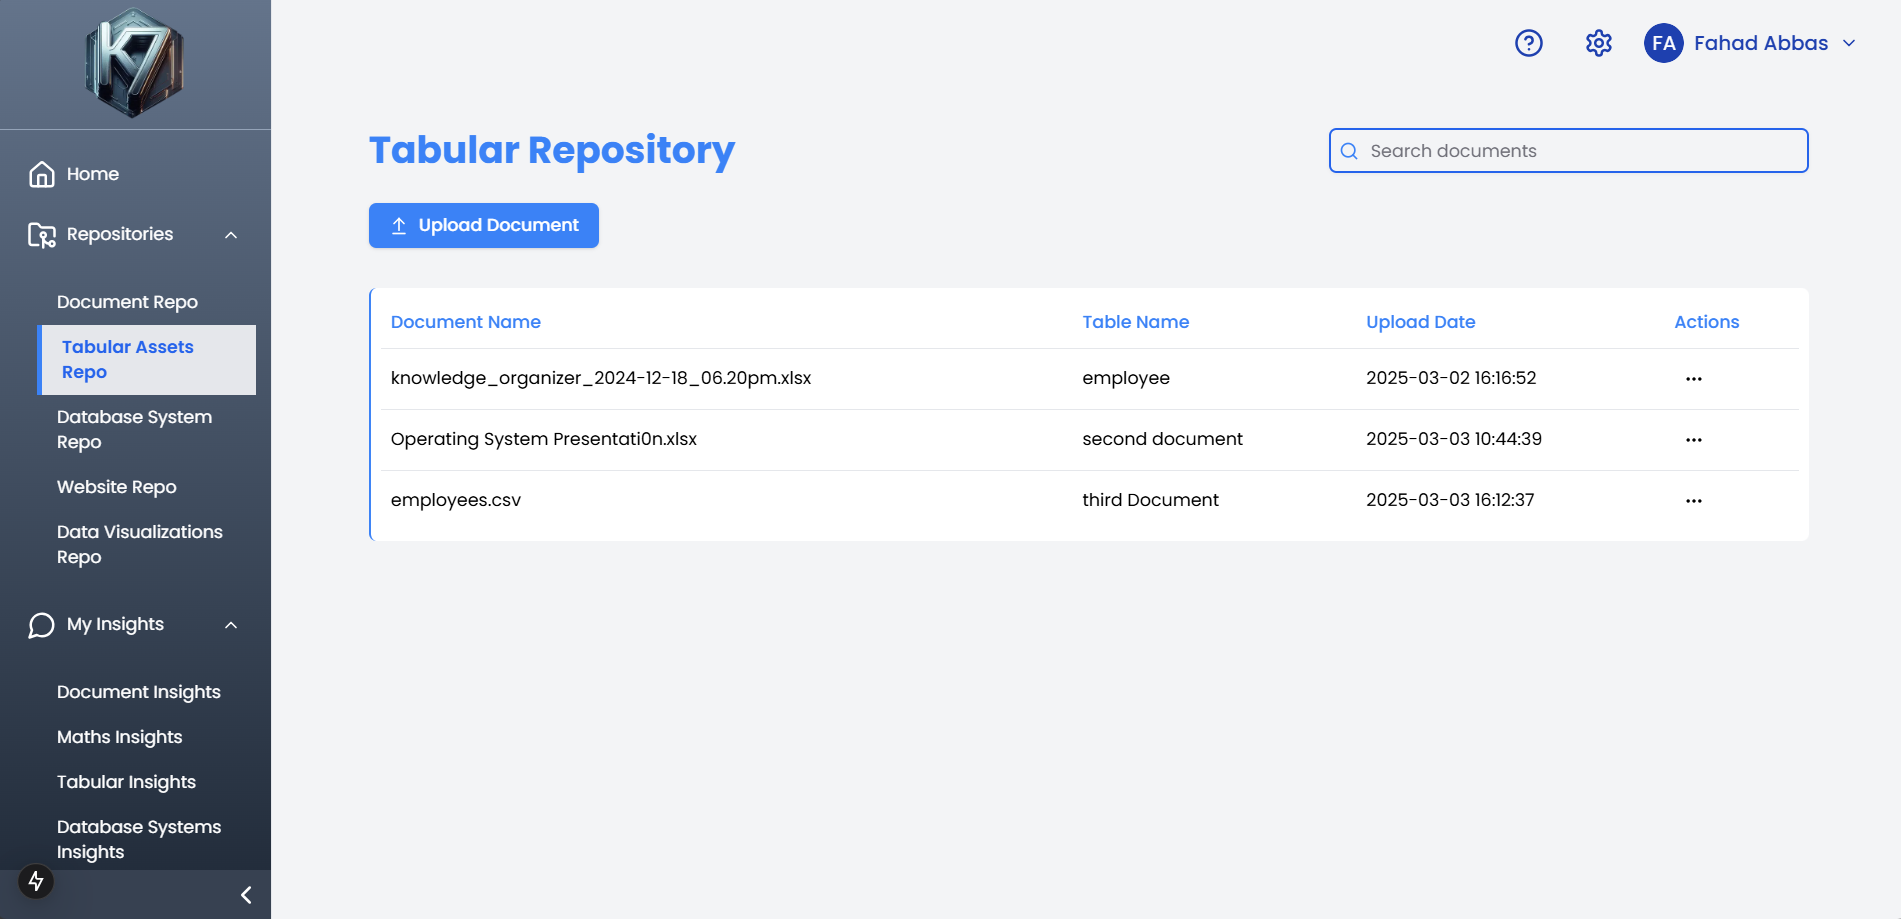 K7
Home
Repositories
Document Repo
Tabular Assets
Repo
Database System
Repo
Website Repo
Data Visualizations
Repo
My Insights
Document Insights
Maths Insights
Tabular Insights
Database Systems
Insights
FA Fahad Abbas
Tabular Repository
Search documents
Upload Document
Document Name Table Name Upload Date Actions
knowledge_organizer_2024-12-18_06.20pm.xlsx employee 2025-03-02 16:16:52
Operating System Presentati0n.xlsx second document 2025-03-03 10:44:39
employees.csv third Document 2025-03-03 16:12:37